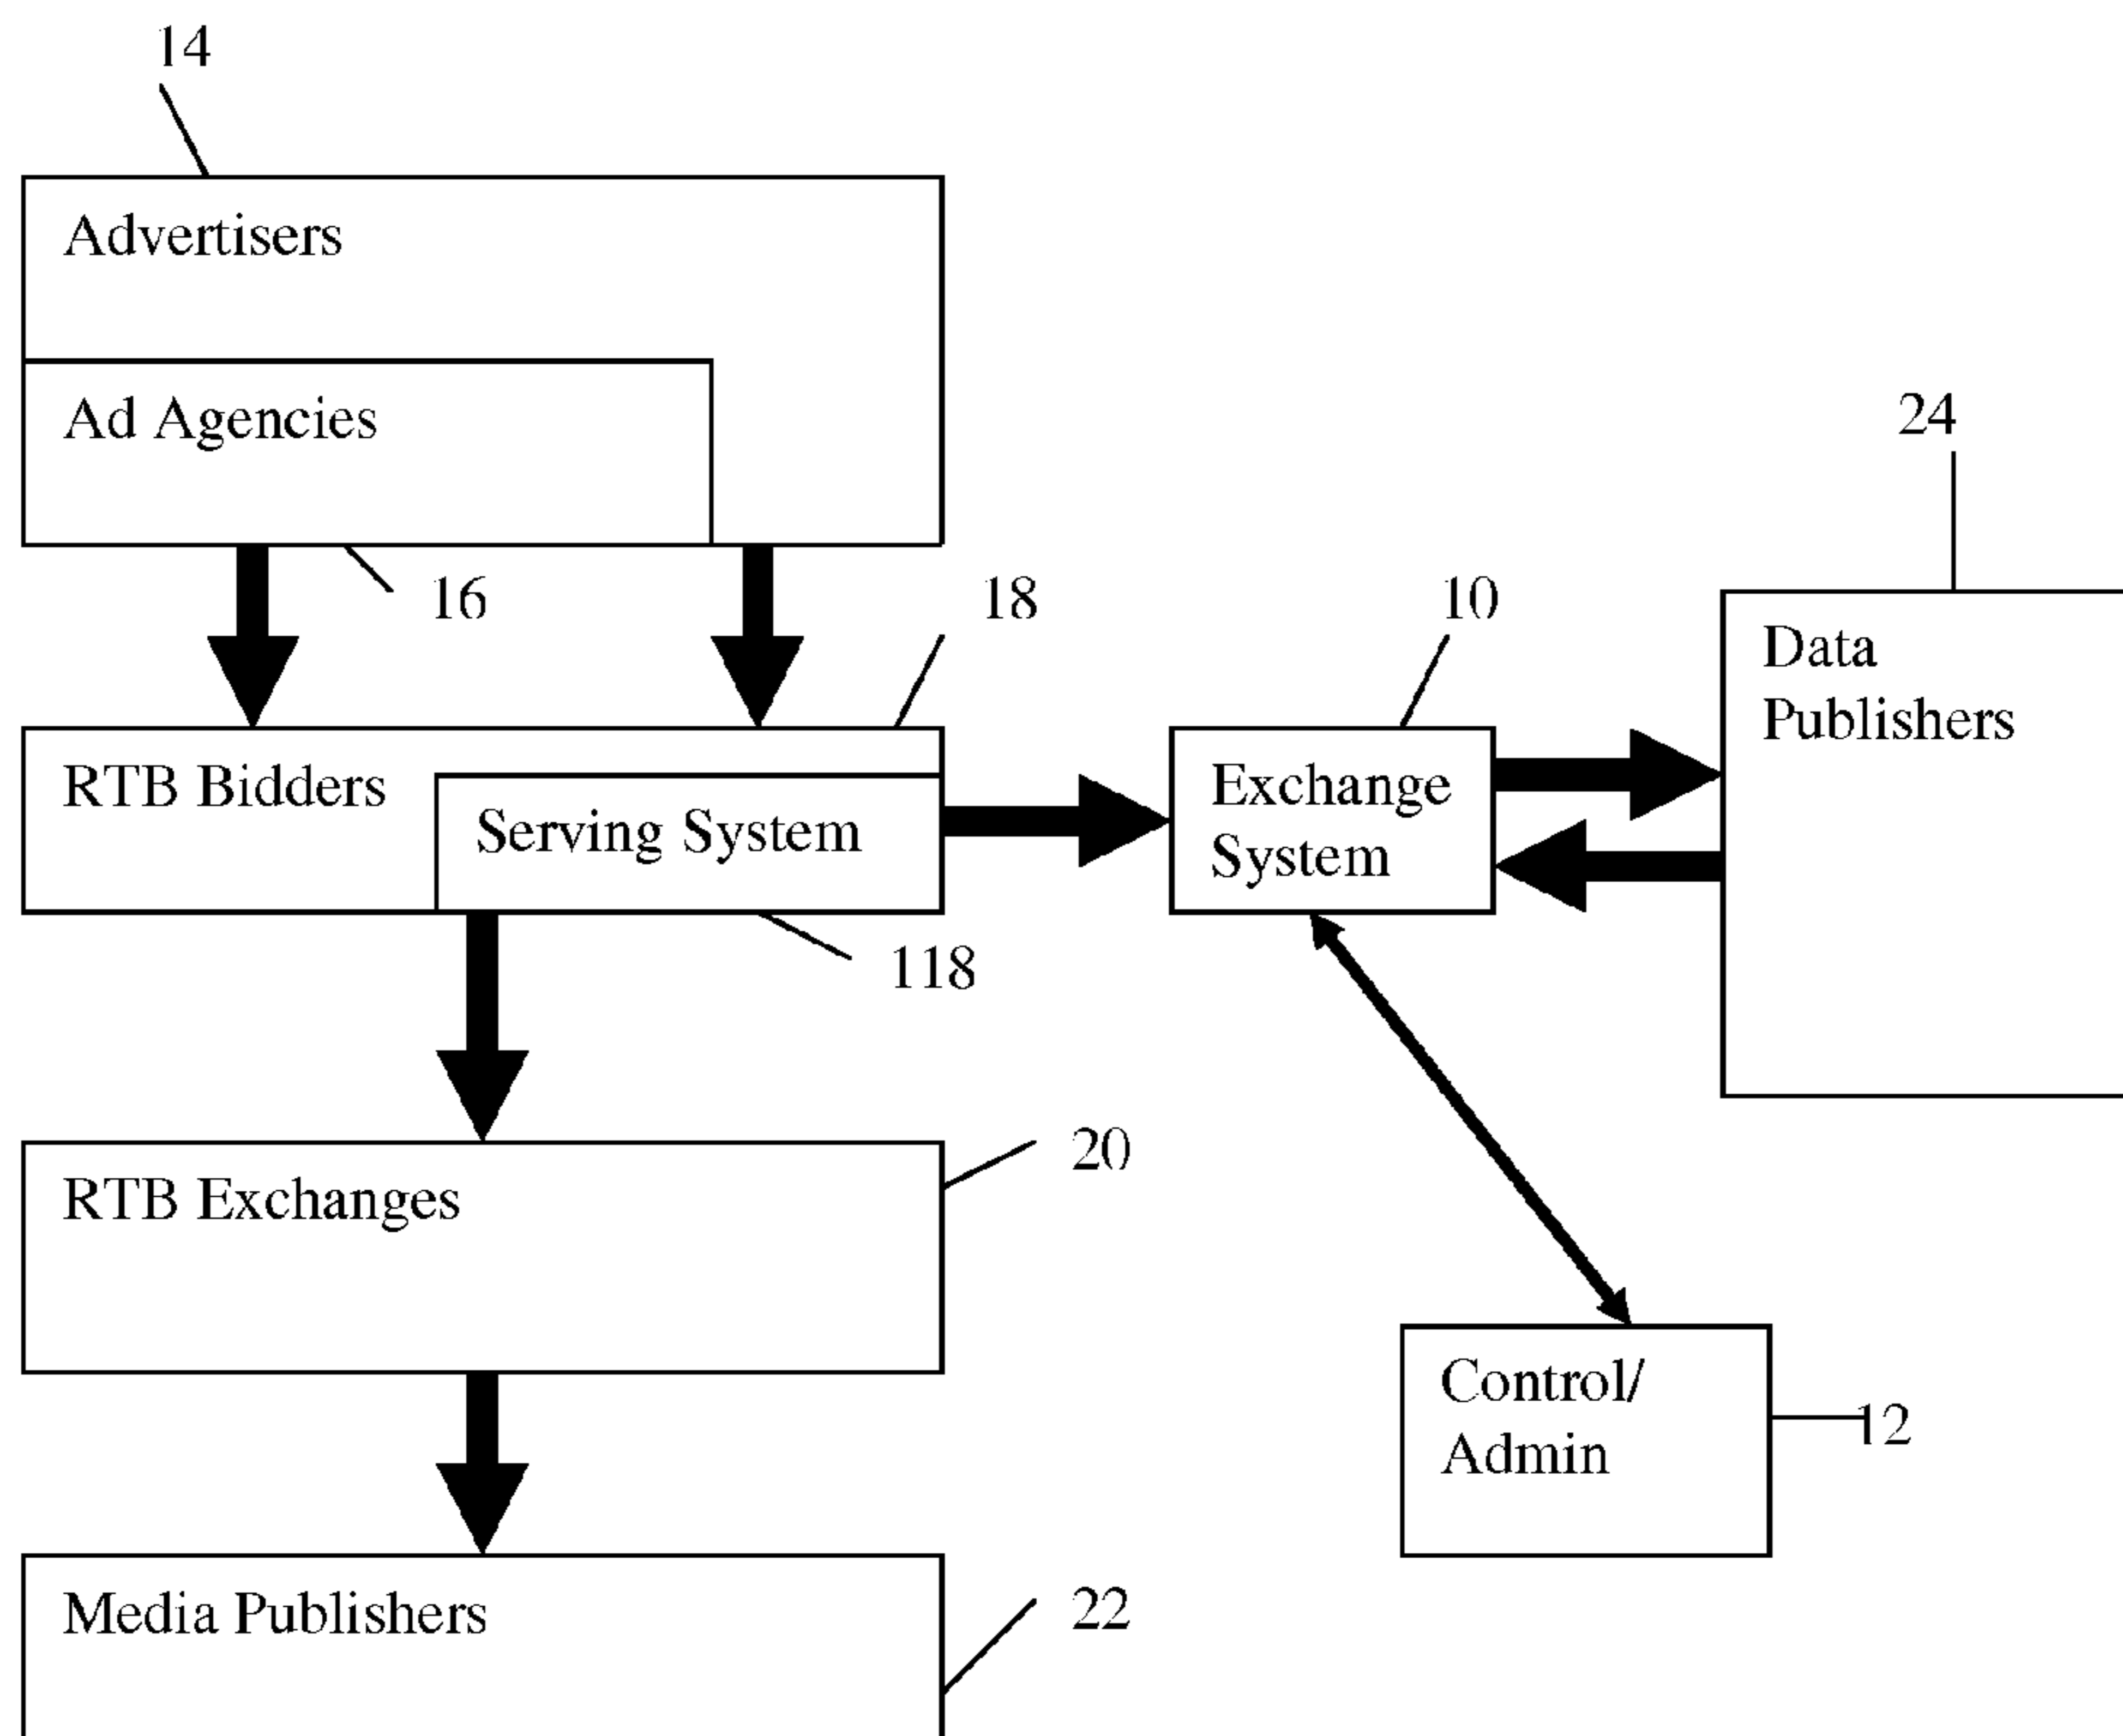 14
Advertisers
Ad Agencies
24
16
18
10
Data
Publishers
RTB Bidders
Serving System
Exchange
System
118
20
RTB Exchanges
Control/
Admin
12
Media Publishers
22